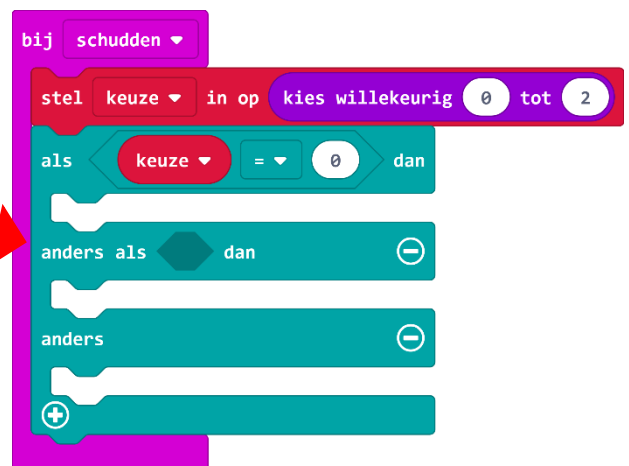 bij schudden
stel keuze in op kies willekeurig 0 tot 2
als keuze = 0 dan
anders als dan
anders